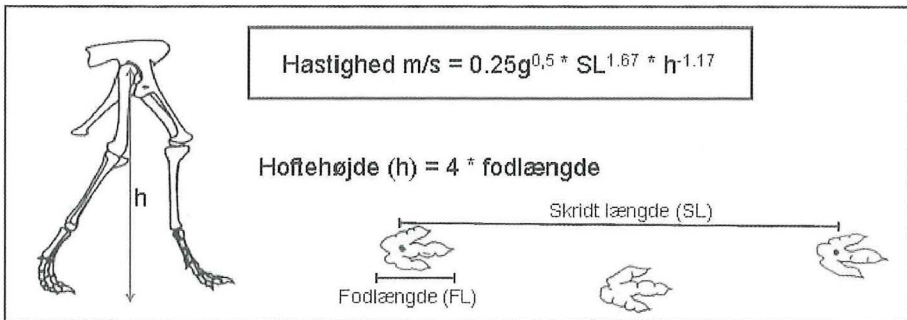 Hastighed m/s = 0.25g^0,5 * SL^1.67 * h^-1.17
h
Hoftehøjde (h) = 4 * fodlængde
Skridt længde (SL)
Fodlængde (FL)